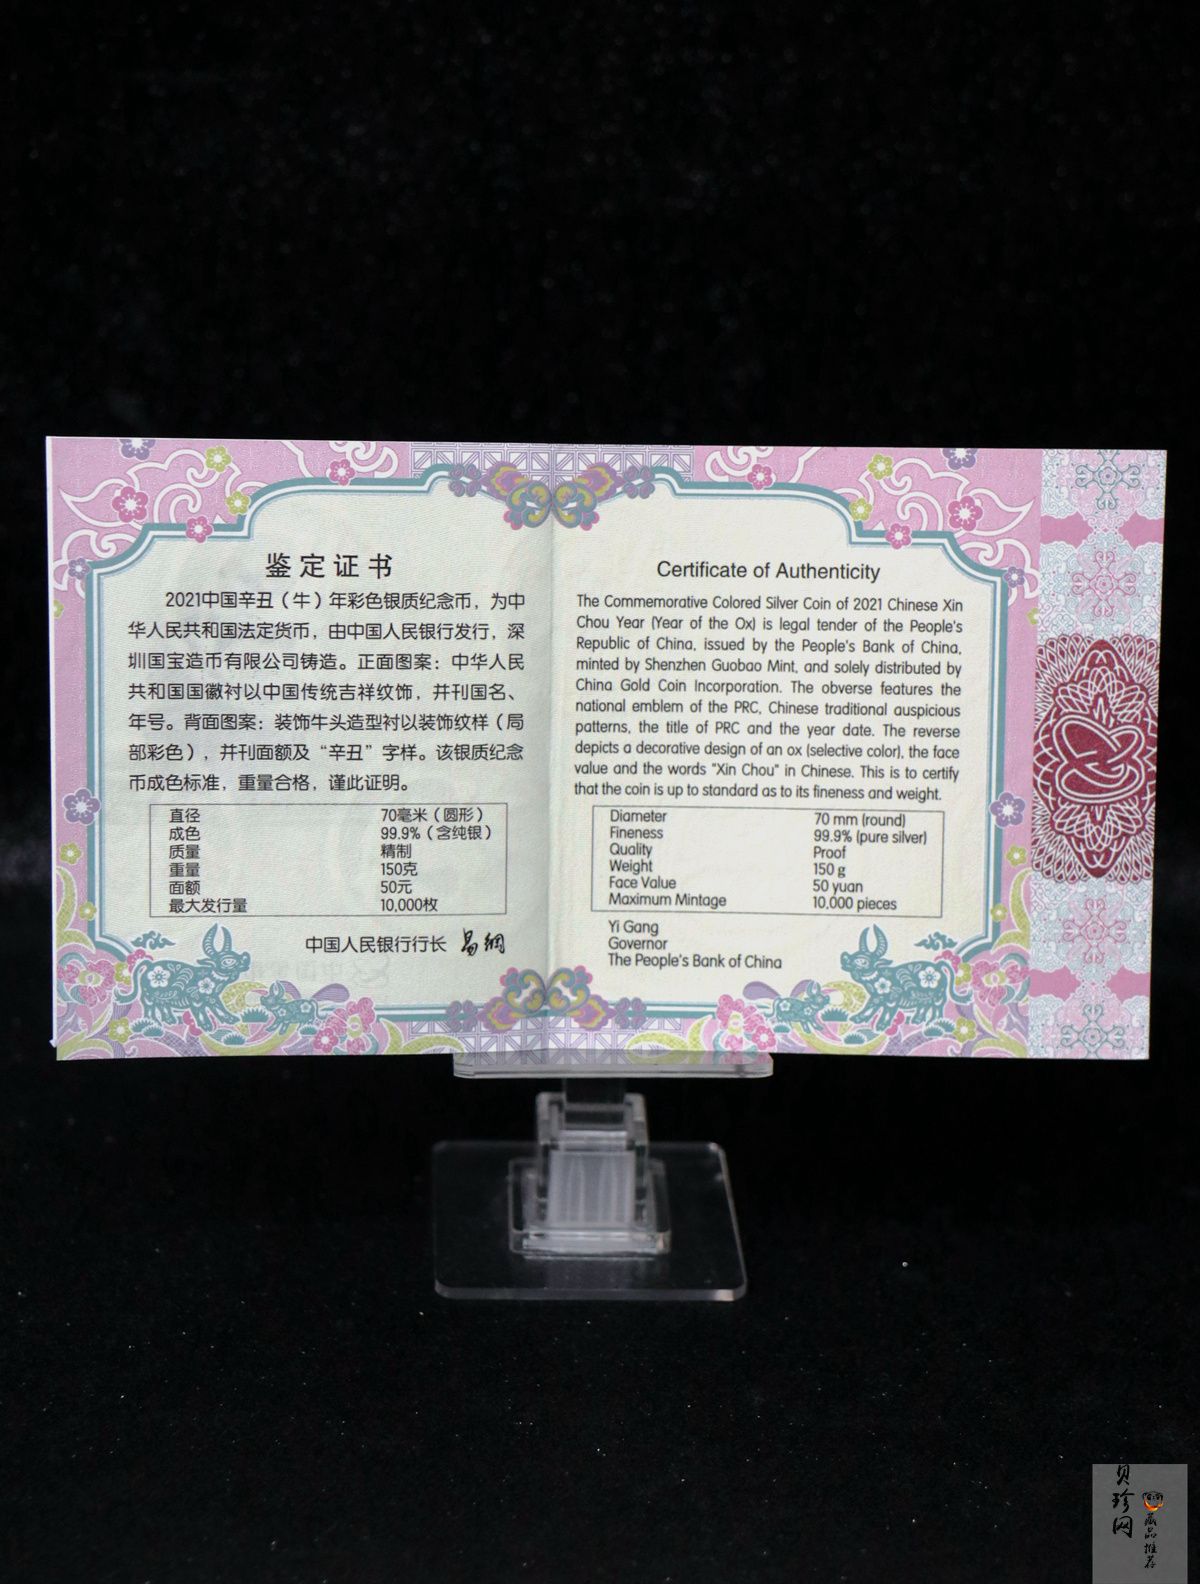 鉴定证书
2021中国辛丑（牛）年彩色银质纪念币，为中
华人民共和国法定货币，由中国人民银行发行，深
圳国宝造币有限公司铸造。正面图案：中华人民
共和国国徽衬以中国传统吉祥纹饰，并刊国名、
年号。背面图案：装饰牛头造型衬以装饰纹样（局
部彩色），并刊面额及“辛丑”字样。该银质纪念
币成色标准，重量合格，谨此证明。
直径 70毫米（圆形）
成色 99.9%（含纯银）
质量 精制
重量 150克
面额 50元
最大发行量 10,000枚
中国人民银行行长 易纲
Certificate of Authenticity
The Commemorative Colored Silver Coin of 2021 Chinese Xin
Chou Year (Year of the Ox) is legal tender of the People's
Republic of China, issued by the People's Bank of China,
minted by Shenzhen Guobao Mint, and solely distributed by
China Gold Coin Incorporation. The obverse features the
national emblem of the PRC, Chinese traditional auspicious
patterns, the title of PRC and the year date. The reverse
depicts a decorative design of an ox (selective color), the face
value and the words "Xin Chou" in Chinese. This is to certify
that the coin is up to standard as to its fineness and weight.
Diameter 70 mm (round)
Fineness 99.9% (pure silver)
Quality Proof
Weight 150 g
Face Value 50 yuan
Maximum Mintage 10,000 pieces
Yi Gang
Governor
The People's Bank of China
贝珍网
藏品推荐